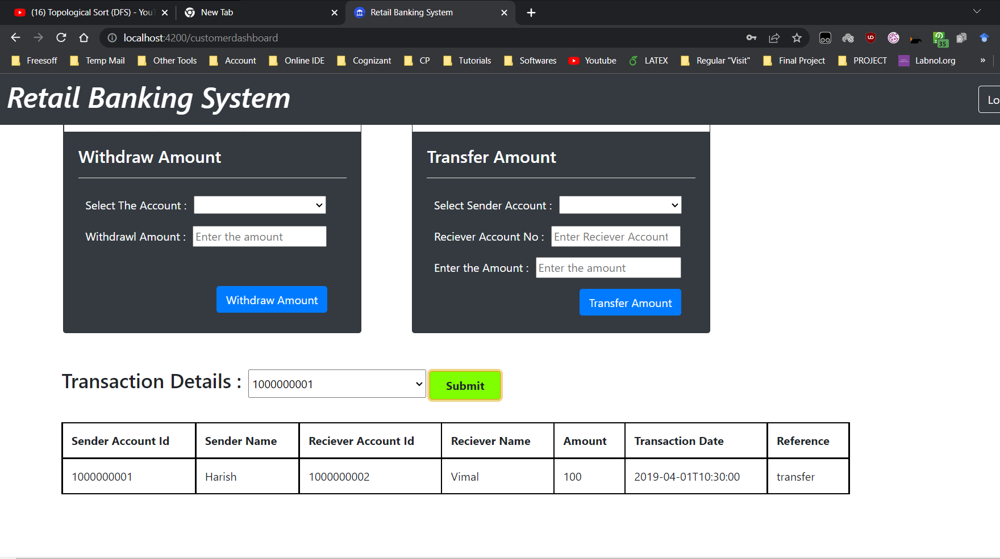 (16) Topological Sort (DFS) - YouT
New Tab
Retail Banking System
localhost:4200/customerdashboard
35
Freesoff
Temp Mail
Other Tools
Account
Online IDE
Cognizant
CP
Tutorials
Softwares
Youtube
LATEX
Regular "Visit"
Final Project
PROJECT
Labnol.org
»
Retail Banking System
Lo
Withdraw Amount
Select The Account :
Withdrawl Amount : Enter the amount
Withdraw Amount
Transfer Amount
Select Sender Account :
Reciever Account No : Enter Reciever Account
Enter the Amount : Enter the amount
Transfer Amount
Transaction Details : 1000000001 Submit
Sender Account Id Sender Name Reciever Account Id Reciever Name Amount Transaction Date Reference
1000000001 Harish 1000000002 Vimal 100 2019-04-01T10:30:00 transfer